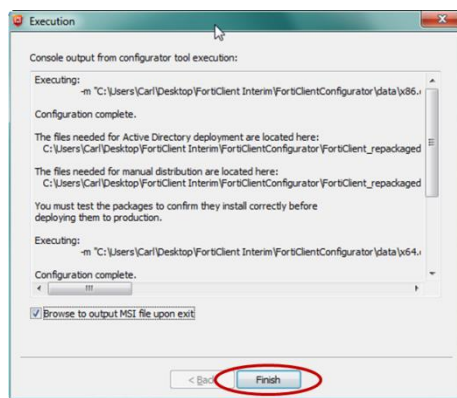 Execution
Console output from configurator tool execution:
Executing:
-m "C:\Users\Carl\Desktop\FortiClient Interim\FortiClientConfigurator\data\x86.
Configuration complete.
The files needed for Active Directory deployment are located here:
C:\Users\Carl\Desktop\FortiClient Interim\FortiClientConfigurator\FortiClient_repackaged
The files needed for manual distribution are located here:
C:\Users\Carl\Desktop\FortiClient Interim\FortiClientConfigurator\FortiClient_repackaged
You must test the packages to confirm they install correctly before
deploying them to production.
Executing:
-m "C:\Users\Carl\Desktop\FortiClient Interim\FortiClientConfigurator\data\x64.
Configuration complete.
Browse to output MSI file upon exit
< Back
Finish